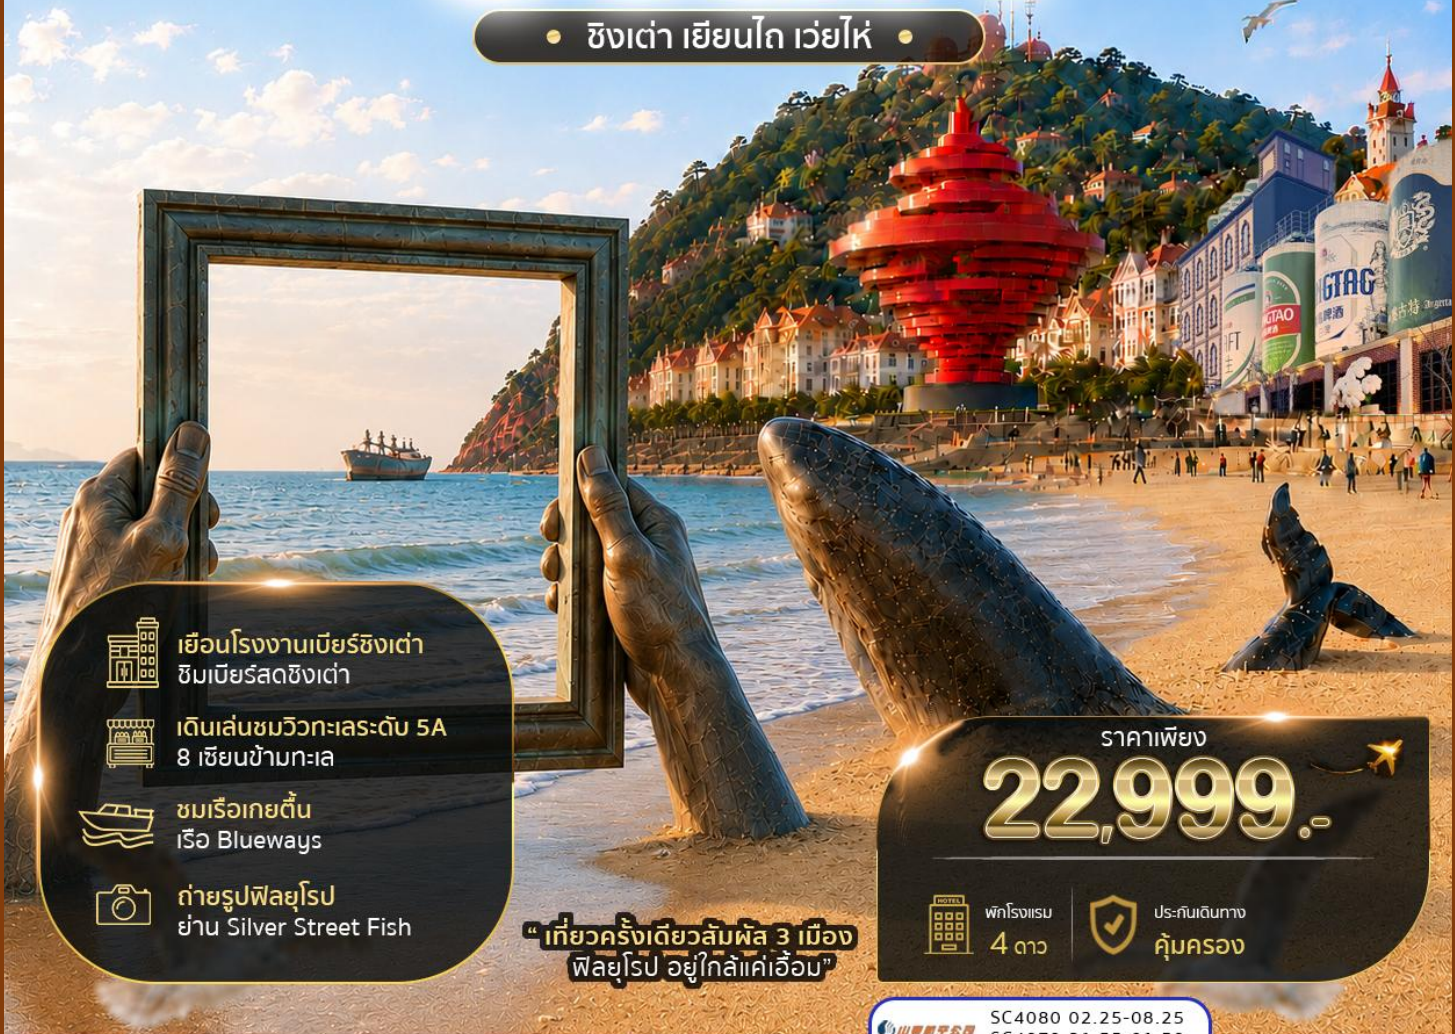 ชิงเต่า เยียนไถ เว่ยไห่
GTAG
GTAO
เยือนโรงงานเบียร์ชิงเต่า
ชิมเบียร์สดชิงเต่า
เดินเล่นชมวิวทะเลระดับ 5A
8 เซียนข้ามทะเล
ชมเรือเกยตื้น
เรือ Blueways
ถ่ายรูปฟิลยุโรป
ย่าน Silver Street Fish
“ เที่ยวครั้งเดียวสัมผัส 3 เมือง
ฟิลยุโรป อยู่ใกล้แค่เอื้อม”
ราคาเพียง
22,999.-
HOTEL
พักโรงแรม
4 ดาว
ประกันเดินทาง
คุ้มครอง
SC4080 02.25-08.25